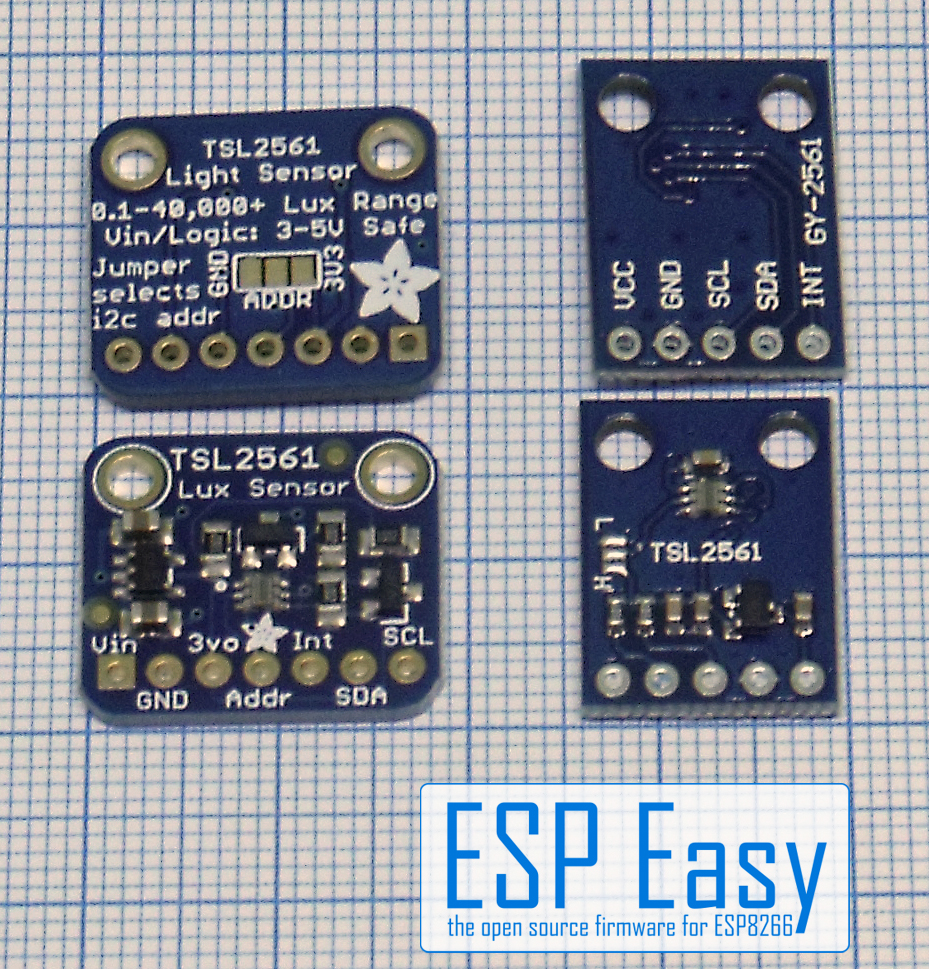 TSL2561
Light Sensor
0.1-40,000+ Lux Range
Vin/Logic: 3-5V Safe
Jumper
selects
i2c addr
GND
ADDR
3V3
GY-2561
VCC
GND
SCL
SDA
INT
TSL2561
Lux Sensor
Vin
3vo
Int
SCL
GND
Addr
SDA
L
H
TSL2561
ESP Easy
the open source firmware for ESP8266